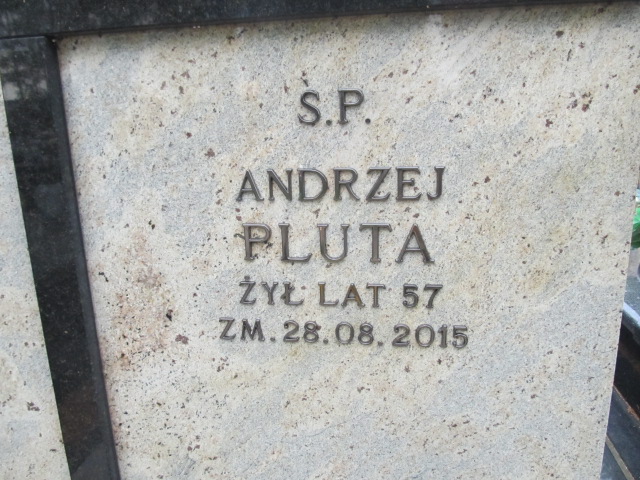 Ś.P.
ANDRZEJ
PLUTA
ŻYŁ LAT 57
ZM. 28.08.2015